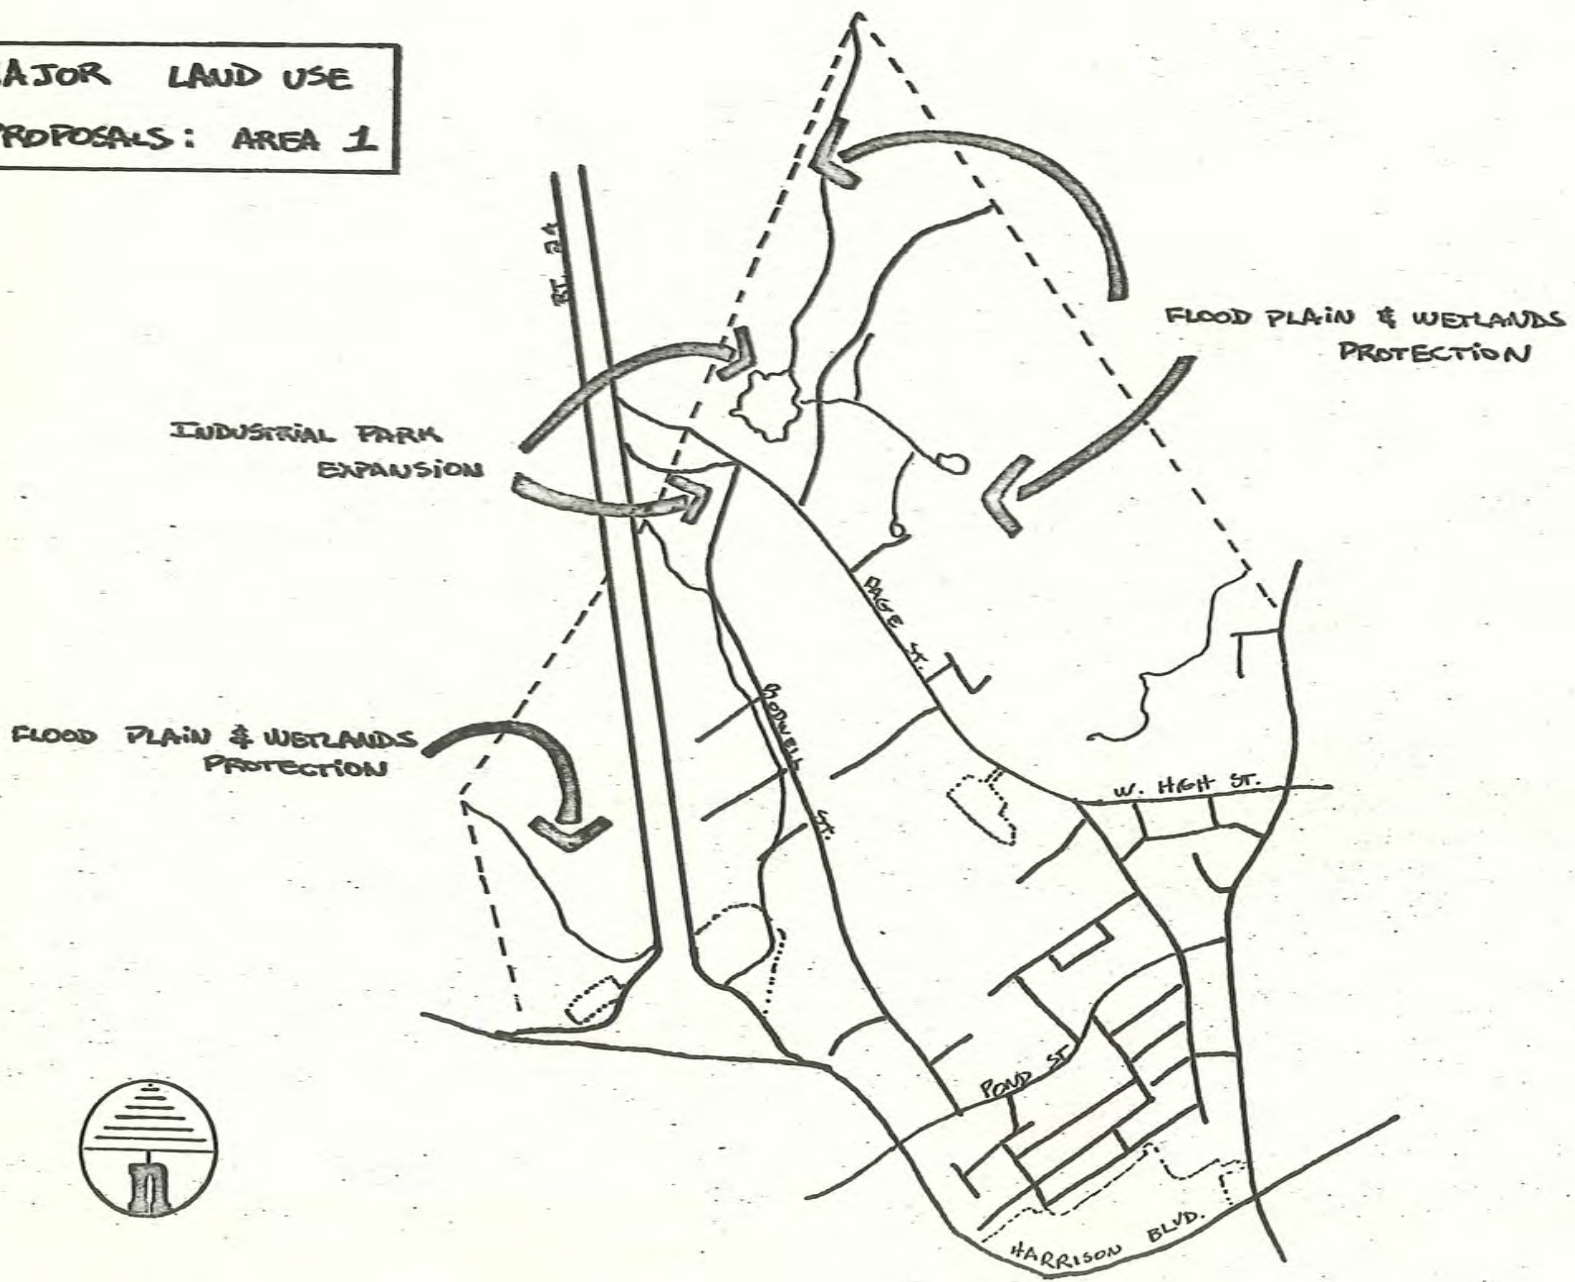 AJOR LAND USE
PROPOSALS: AREA 1
RT. 24
FLOOD PLAIN & WETLANDS
PROTECTION
INDUSTRIAL PARK
EXPANSION
PAGE ST.
BODWELL ST.
FLOOD PLAIN & WETLANDS
PROTECTION
W. HIGH ST.
POND ST.
HARRISON BLVD.
n